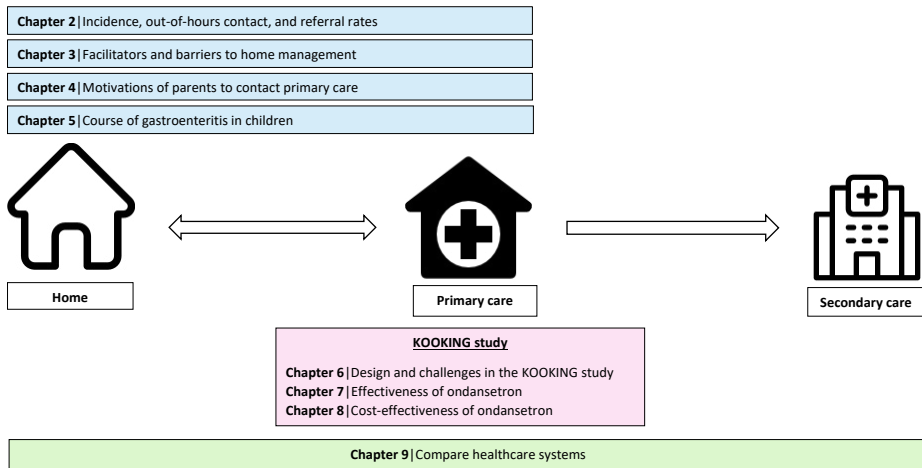 Chapter 2|Incidence, out-of-hours contact, and referral rates
Chapter 3|Facilitators and barriers to home management
Chapter 4|Motivations of parents to contact primary care
Chapter 5|Course of gastroenteritis in children
Home
Primary care
Secondary care
KOOKING study
Chapter 6|Design and challenges in the KOOKING study
Chapter 7|Effectiveness of ondansetron
Chapter 8|Cost-effectiveness of ondansetron
Chapter 9|Compare healthcare systems